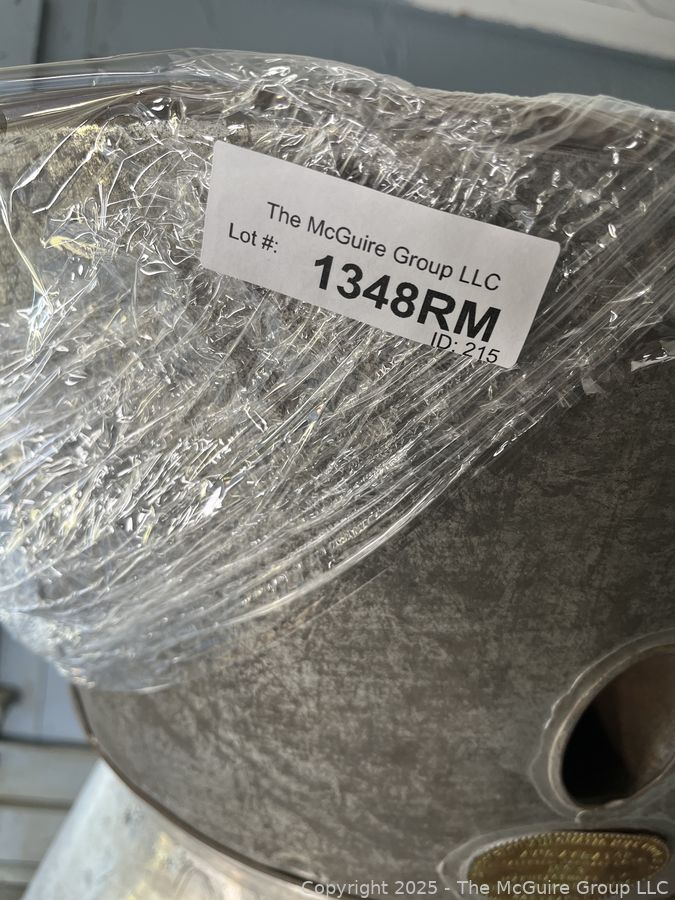 The McGuire Group LLC
Lot #:
1348RM
ID: 215
Copyright 2025 - The McGuire Group LLC